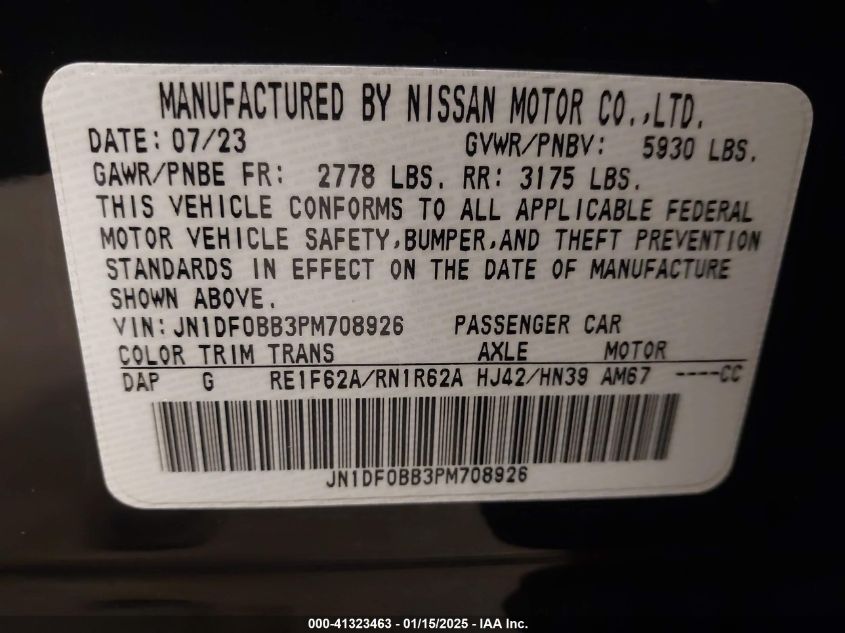 MANUFACTURED BY NISSAN MOTOR CO.,LTD.
DATE: 07/23 GVWR/PNBV: 5930 LBS.
GAWR/PNBE FR: 2778 LBS. RR: 3175 LBS.
THIS VEHICLE CONFORMS TO ALL APPLICABLE FEDERAL
MOTOR VEHICLE SAFETY,BUMPER,AND THEFT PREVENTION
STANDARDS IN EFFECT ON THE DATE OF MANUFACTURE
SHOWN ABOVE.
VIN: JN1DF0BB3PM708926 PASSENGER CAR
COLOR TRIM TRANS AXLE MOTOR
DAP G RE1F62A/RN1R62A HJ42/HN39 AM67 ----CC
JN1DF0BB3PM708926
000-41323463 - 01/15/2025 - IAA Inc.